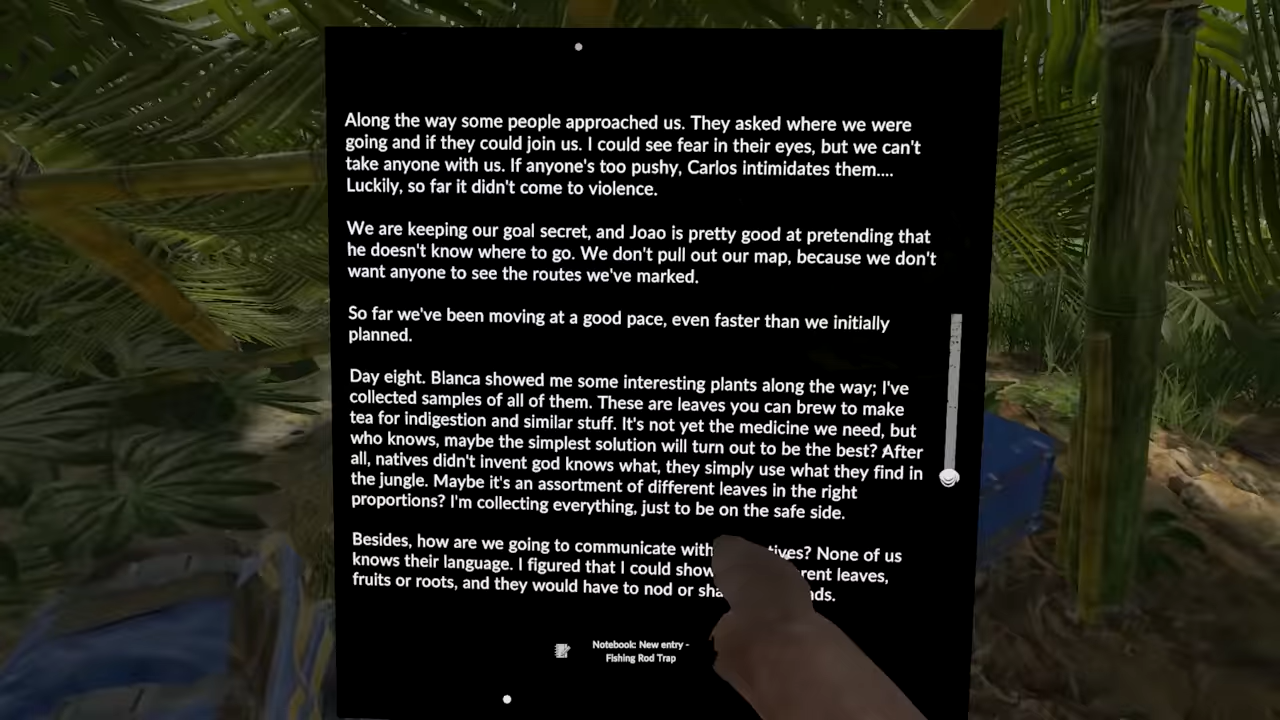 Along the way some people approached us. They asked where we were
going and if they could join us. I could see fear in their eyes, but we can't
take anyone with us. If anyone's too pushy, Carlos intimidates them....
Luckily, so far it didn't come to violence.
We are keeping our goal secret, and Joao is pretty good at pretending that
he doesn't know where to go. We don't pull out our map, because we don't
want anyone to see the routes we've marked.
So far we've been moving at a good pace, even faster than we initially
planned.
Day eight. Blanca showed me some interesting plants along the way; I've
collected samples of all of them. These are leaves you can brew to make
tea for indigestion and similar stuff. It's not yet the medicine we need, but
who knows, maybe the simplest solution will turn out to be the best? After
all, natives didn't invent god knows what, they simply use what they find in
the jungle. Maybe it's an assortment of different leaves in the right
proportions? I'm collecting everything, just to be on the safe side.
Besides, how are we going to communicate with None of us
knows their language. I figured that I could show leaves,
fruits or roots, and they would have to nod or
Notebook: New entry -
Fishing Rod Trap